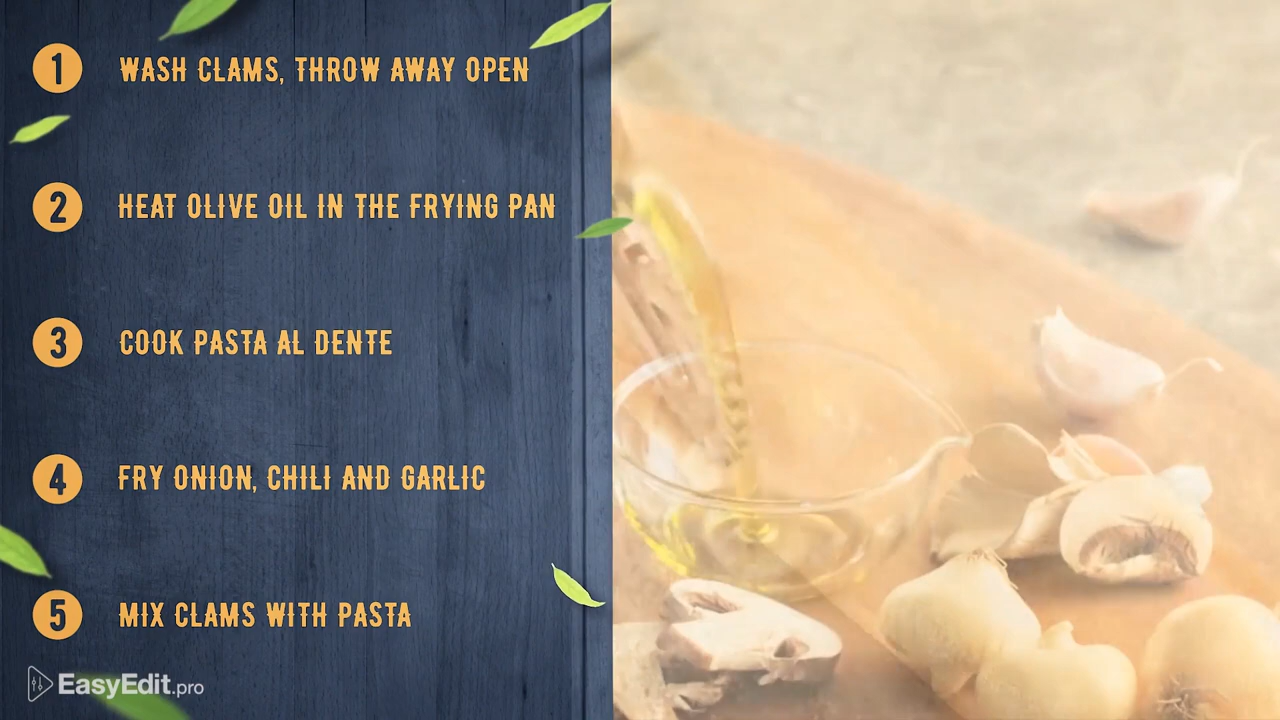 1 WASH CLAMS, THROW AWAY OPEN
2 HEAT OLIVE OIL IN THE FRYING PAN
3 COOK PASTA AL DENTE
4 FRY ONION, CHILI AND GARLIC
5 MIX CLAMS WITH PASTA
EasyEdit.pro